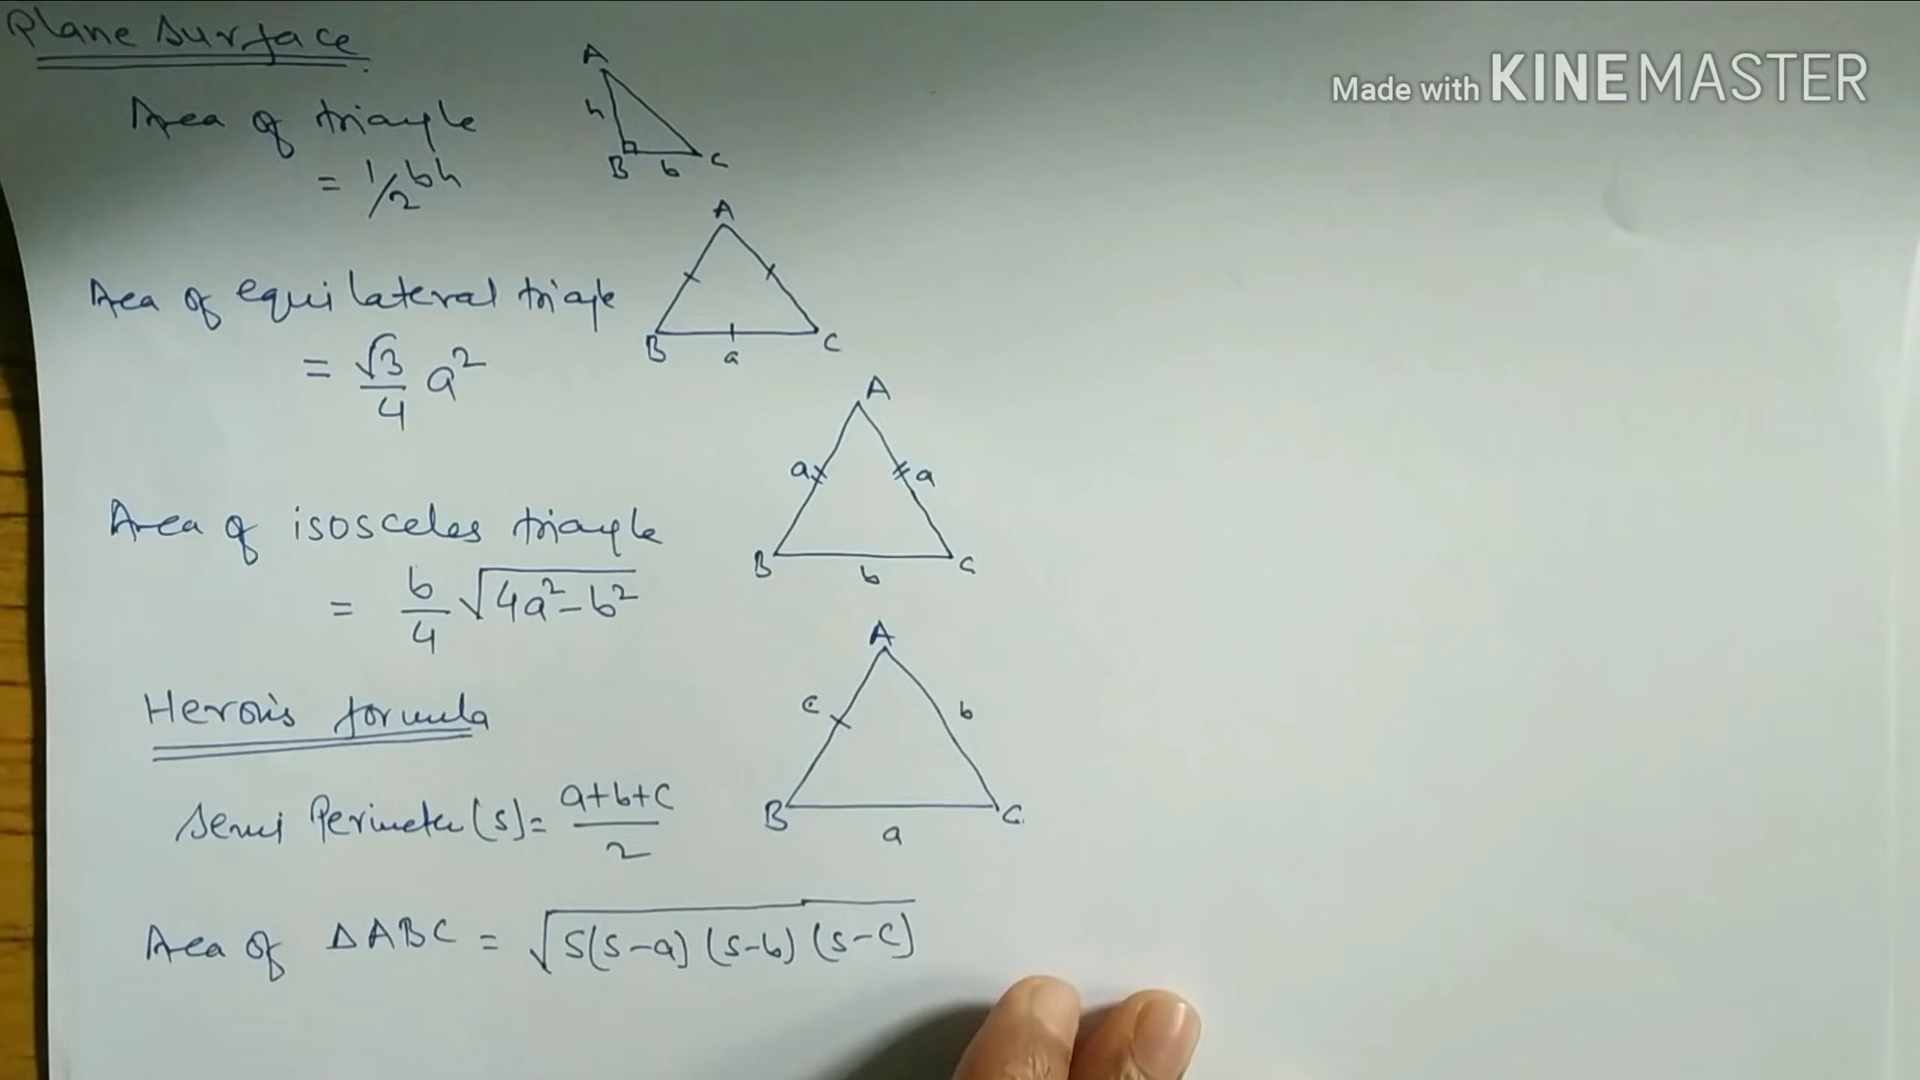 Plane surface
Made with KINEMASTER
Area of triangle
= 1/2 bh
A
h
B b C
Area of equilateral triangle
= √3/4 a²
A
B a C
Area of isosceles triangle
= b/4 √4a²-b²
A
a a
B b C
Heron's formula
Semi Perimeter (s) = a+b+c/2
A
c b
B a C
Area of ΔABC = √s(s-a) (s-b) (s-c)